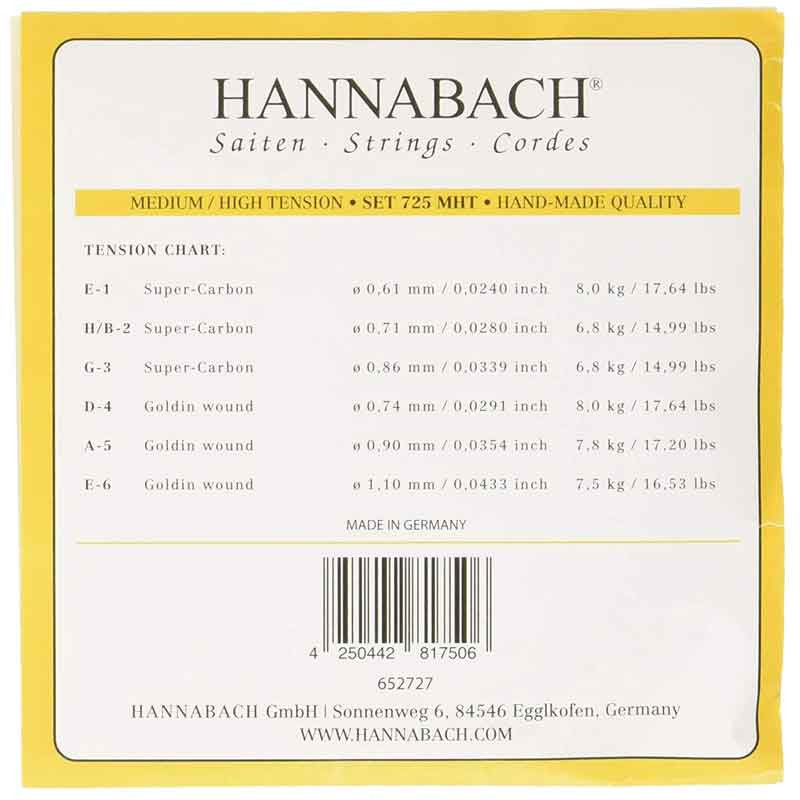 HANNABACH®
Saiten · Strings · Cordes
MEDIUM / HIGH TENSION • SET 725 MHT • HAND-MADE QUALITY
TENSION CHART:
E-1 Super-Carbon ø 0,61 mm / 0,0240 inch 8,0 kg / 17,64 lbs
H/B-2 Super-Carbon ø 0,71 mm / 0,0280 inch 6,8 kg / 14,99 lbs
G-3 Super-Carbon ø 0,86 mm / 0,0339 inch 6,8 kg / 14,99 lbs
D-4 Goldin wound ø 0,74 mm / 0,0291 inch 8,0 kg / 17,64 lbs
A-5 Goldin wound ø 0,90 mm / 0,0354 inch 7,8 kg / 17,20 lbs
E-6 Goldin wound ø 1,10 mm / 0,0433 inch 7,5 kg / 16,53 lbs
MADE IN GERMANY
4 250442 817506
652727
HANNABACH GmbH | Sonnenweg 6, 84546 Egglkofen, Germany
WWW.HANNABACH.COM